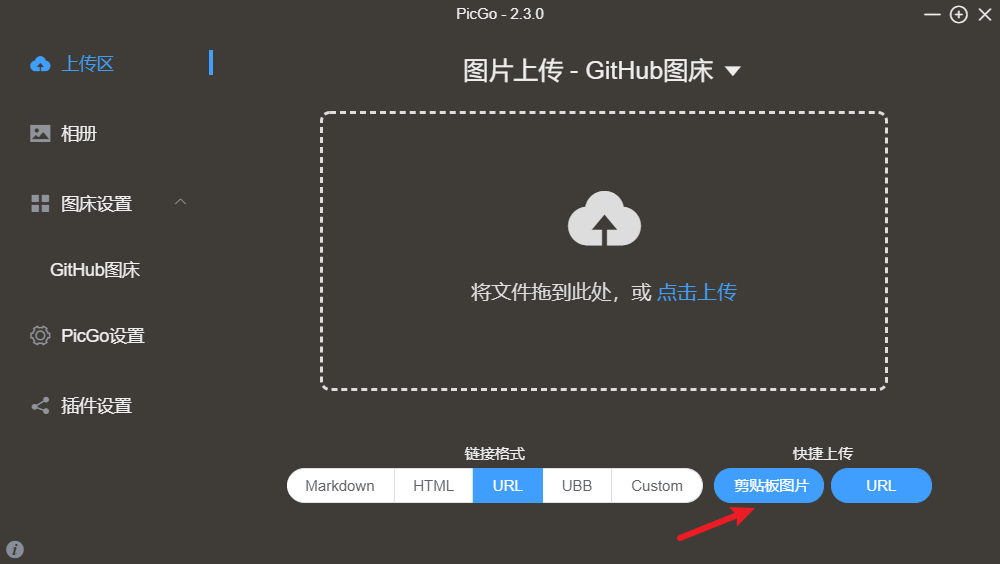 PicGo - 2.3.0
上传区
相册
图床设置
GitHub图床
PicGo设置
插件设置
图片上传 - GitHub图床
将文件拖到此处，或 点击上传
链接格式
Markdown HTML URL UBB Custom
快捷上传
剪贴板图片 URL
i